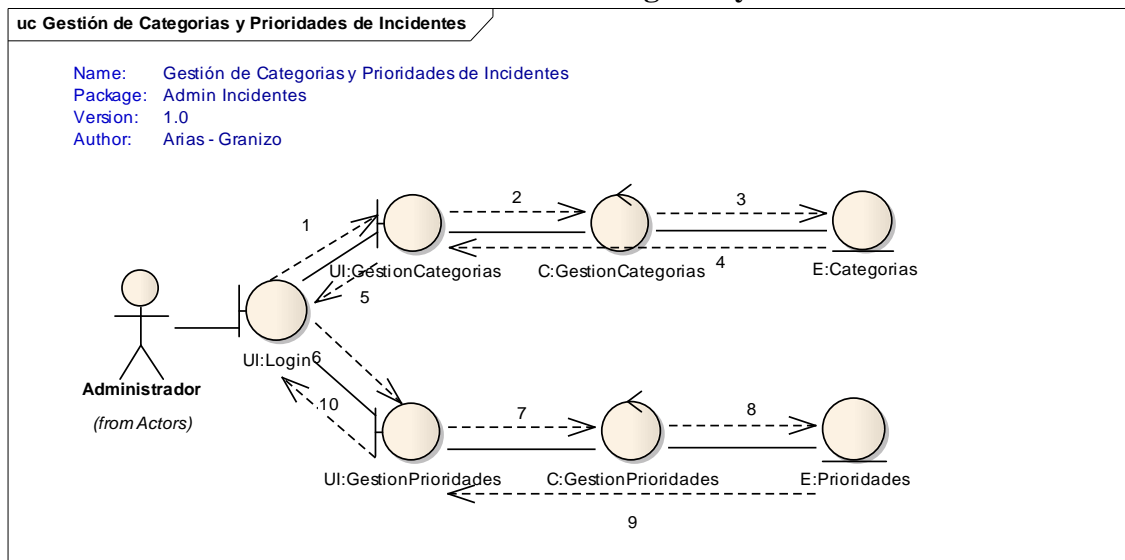 uc Gestión de Categorias y Prioridades de Incidentes
Name: Gestión de Categorias y Prioridades de Incidentes
Package: Admin Incidentes
Version: 1.0
Author: Arias - Granizo
1
2
3
UI:GestionCategorias
C:GestionCategorias
4
E:Categorias
5
UI:Login
6
Administrador
(from Actors)
.10
7
8
UI:GestionPrioridades
C:GestionPrioridades
E:Prioridades
9